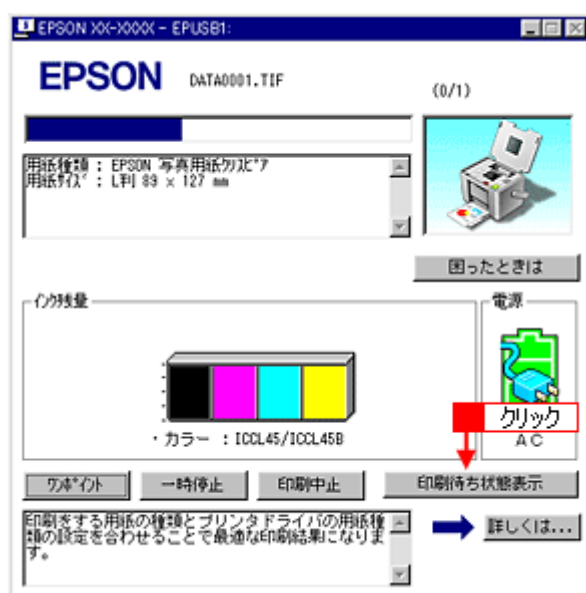 EPSON XX-XXXX - EPUSB1:
EPSON DATA0001.TIF
(0/1)
用紙種類 : EPSON 写真用紙クリスピア
用紙サイズ : L判 89 x 127 mm
困ったときは
インク残量
電源
クリック
・カラー : ICCL45/ICCL45B
AC
ワンポイント 一時停止 印刷中止 印刷待ち状態表示
印刷をする用紙の種類とプリンタドライバの用紙種
類の設定を合わせることで最適な印刷結果になりま
す。
詳しくは...